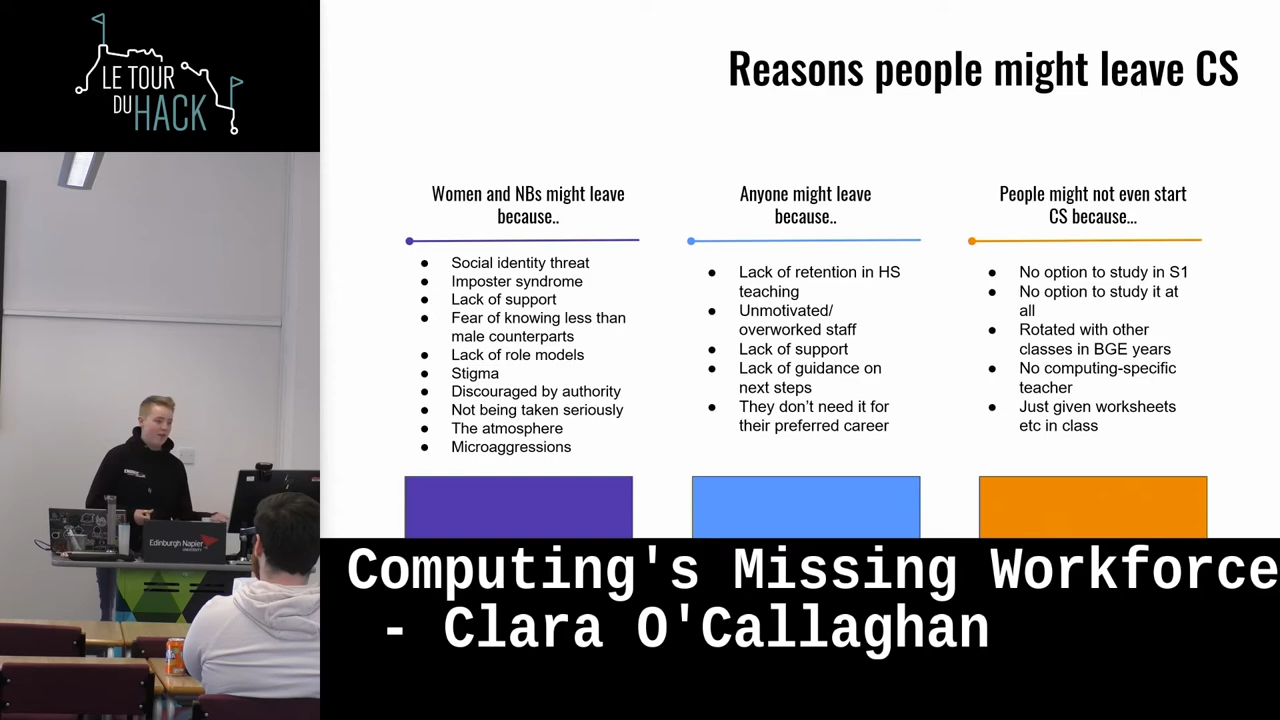 LE TOUR
DU HACK
Reasons people might leave CS
Women and NBs might leave
because..
● Social identity threat
● Imposter syndrome
● Lack of support
● Fear of knowing less than
male counterparts
● Lack of role models
● Stigma
● Discouraged by authority
● Not being taken seriously
● The atmosphere
● Microaggressions
Anyone might leave
because..
● Lack of retention in HS
teaching
● Unmotivated/
overworked staff
● Lack of support
● Lack of guidance on
next steps
● They don't need it for
their preferred career
People might not even start
CS because...
● No option to study in S1
● No option to study it at
all
● Rotated with other
classes in BGE years
● No computing-specific
teacher
● Just given worksheets
etc in class
Edinburgh Napier
UNIVERSITY
Computing's Missing Workforce
- Clara O'Callaghan